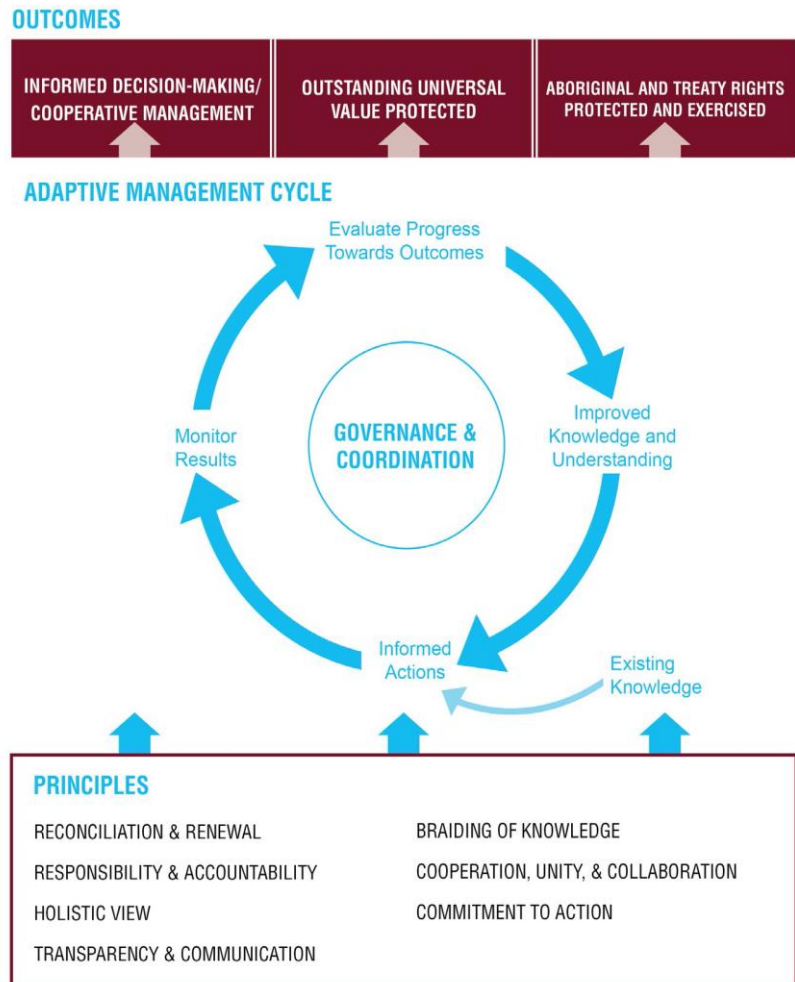 OUTCOMES
INFORMED DECISION-MAKING/
COOPERATIVE MANAGEMENT
OUTSTANDING UNIVERSAL
VALUE PROTECTED
ABORIGINAL AND TREATY RIGHTS
PROTECTED AND EXERCISED
ADAPTIVE MANAGEMENT CYCLE
Evaluate Progress
Towards Outcomes
Improved
Knowledge and
Understanding
Monitor
Results
GOVERNANCE &
COORDINATION
Informed
Actions
Existing
Knowledge
PRINCIPLES
RECONCILIATION & RENEWAL
RESPONSIBILITY & ACCOUNTABILITY
HOLISTIC VIEW
TRANSPARENCY & COMMUNICATION
BRAIDING OF KNOWLEDGE
COOPERATION, UNITY, & COLLABORATION
COMMITMENT TO ACTION